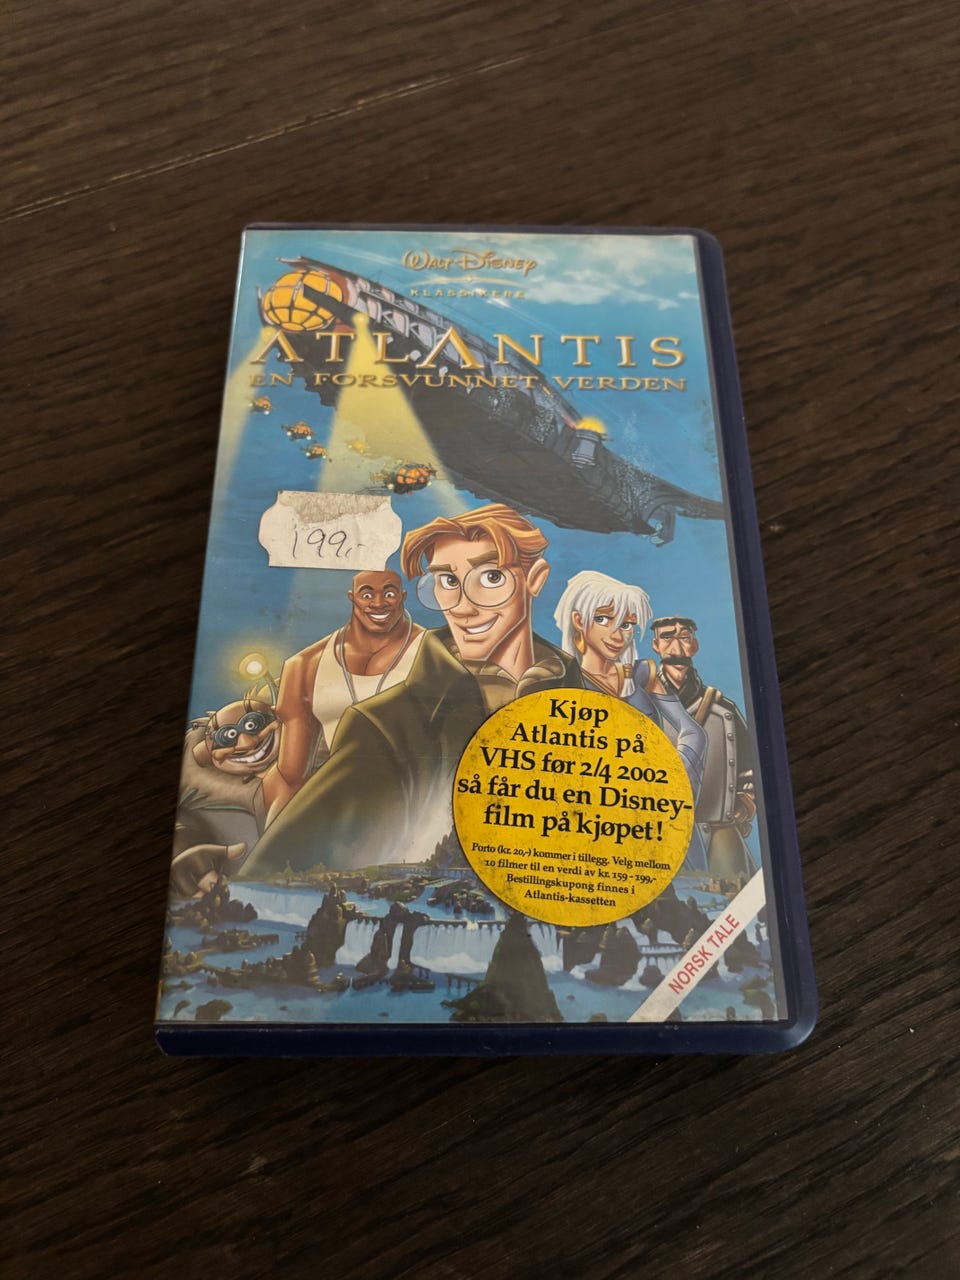 WALT DISNEY
KLASSIKERE
ATLANTIS
EN FORSVUNNET VERDEN
199,-
Kjøp
Atlantis på
VHS før 2/4 2002
så får du en Disney-
film på kjøpet!
Porto (kr. 20,-) kommer i tillegg. Velg mellom
10 filmer til en verdi av kr. 159 - 199,-
Bestillingskupong finnes i
Atlantis-kassetten
NORSK TALE